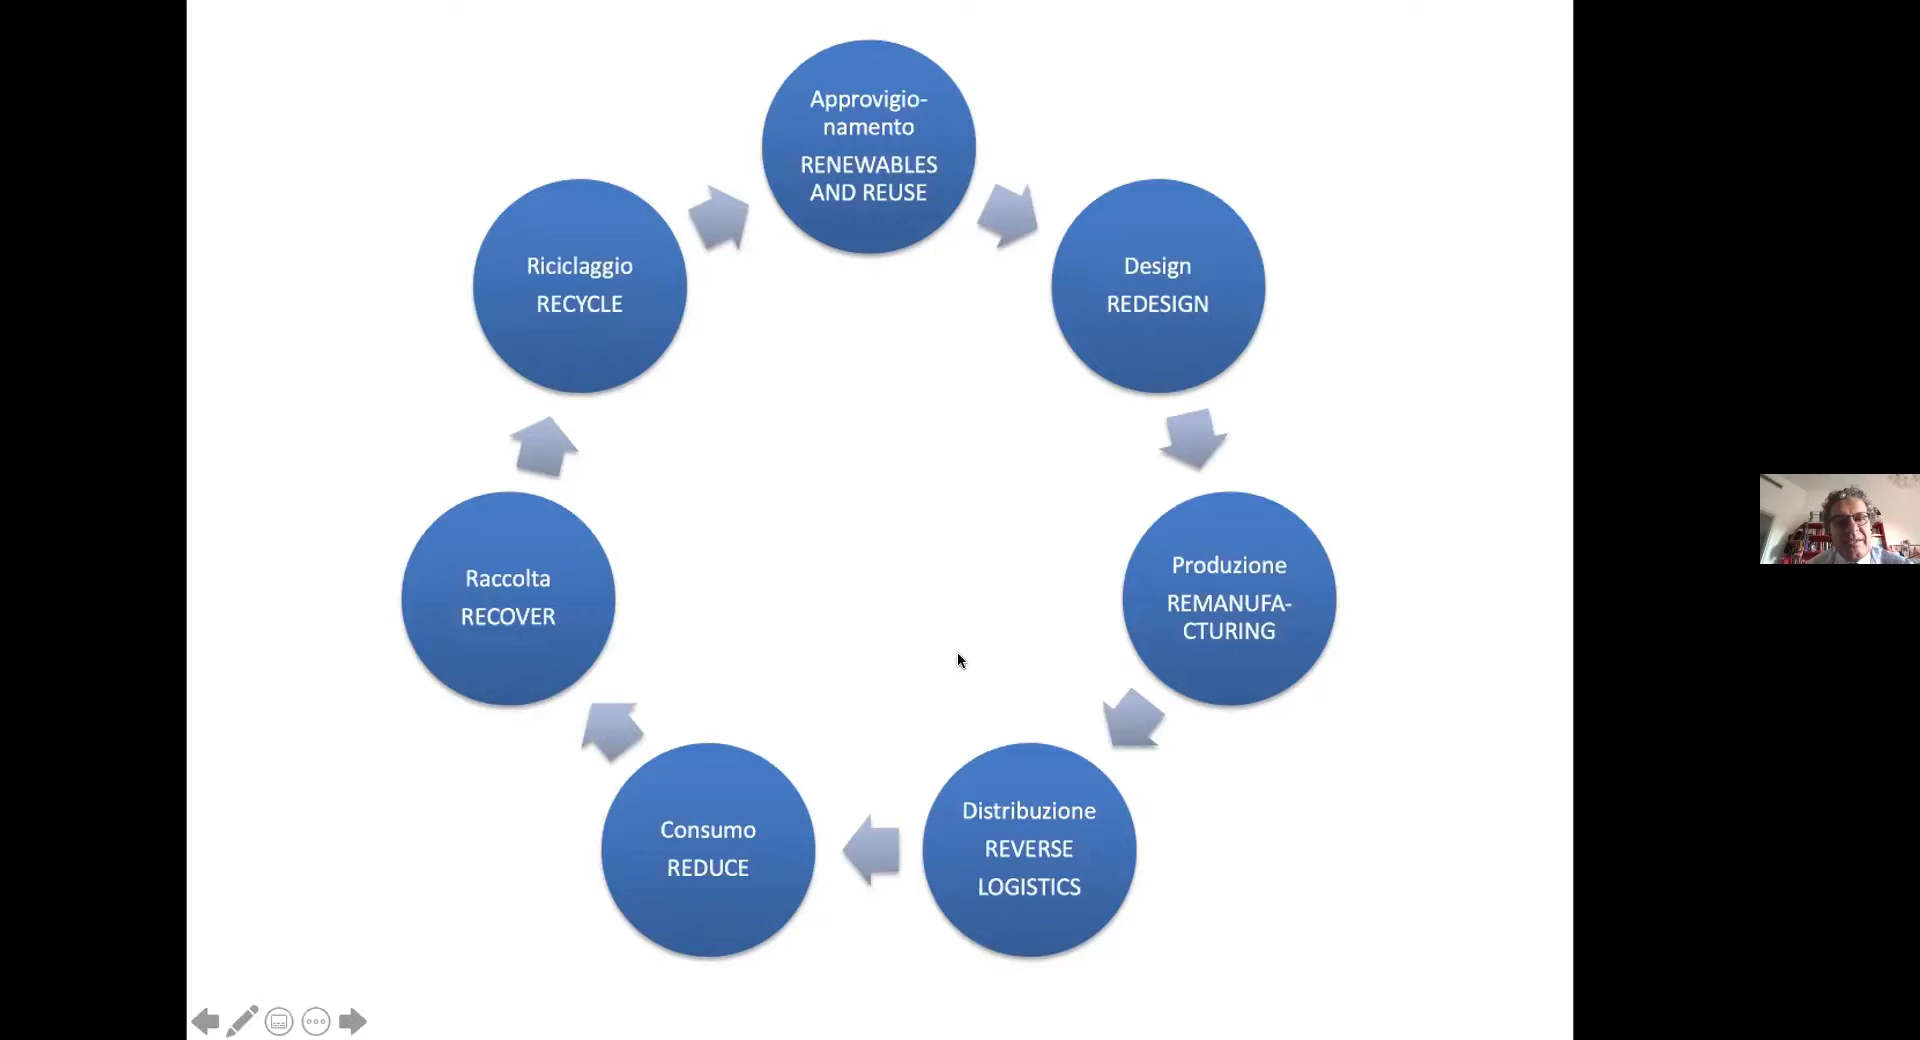 Approvigio-
namento
RENEWABLES
AND REUSE
Design
REDESIGN
Produzione
REMANUFA-
CTURING
Distribuzione
REVERSE
LOGISTICS
Consumo
REDUCE
Raccolta
RECOVER
Riciclaggio
RECYCLE